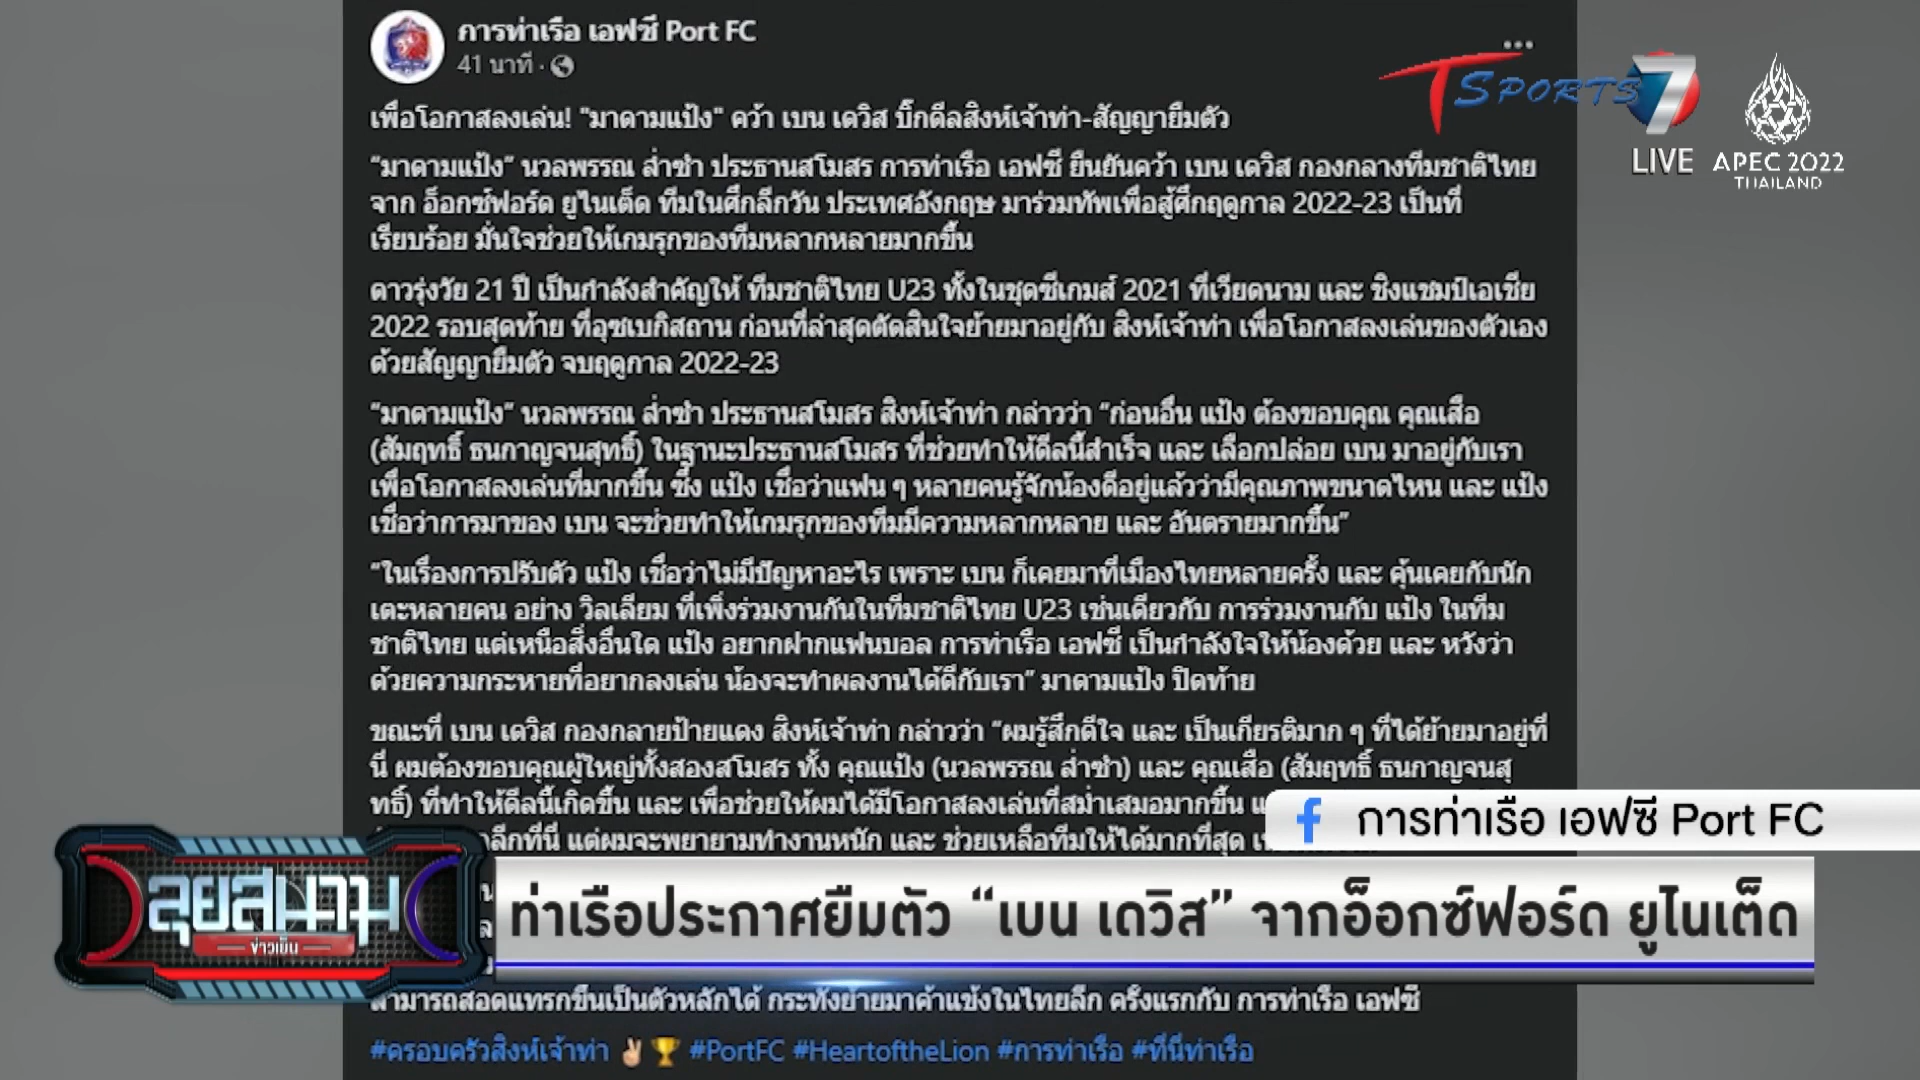 การท่าเรือ เอฟซี Port FC
41 นาที ·
T SPORTS 7
LIVE
APEC 2022
THAILAND
เพื่อโอกาสลงเล่น! "มาดามแป้ง" คว้า เบน เดวิส บิ๊กดีลสิงห์เจ้าท่า-สัญญายืมตัว
“มาดามแป้ง” นวลพรรณ ล่ำซำ ประธานสโมสร การท่าเรือ เอฟซี ยืนยันคว้า เบน เดวิส กองกลางทีมชาติไทย
จาก อ็อกซ์ฟอร์ด ยูไนเต็ด ทีมในศึกลีกวัน ประเทศอังกฤษ มาร่วมทัพเพื่อสู้ศึกฤดูกาล 2022-23 เป็นที่
เรียบร้อย มั่นใจช่วยให้เกมรุกของทีมหลากหลายมากขึ้น
ดาวรุ่งวัย 21 ปี เป็นกำลังสำคัญให้ ทีมชาติไทย U23 ทั้งในชุดซีเกมส์ 2021 ที่เวียดนาม และ ชิงแชมป์เอเชีย
2022 รอบสุดท้าย ที่อุซเบกิสถาน ก่อนที่ล่าสุดตัดสินใจย้ายมาอยู่กับ สิงห์เจ้าท่า เพื่อโอกาสลงเล่นของตัวเอง
ด้วยสัญญายืมตัว จบฤดูกาล 2022-23
“มาดามแป้ง” นวลพรรณ ล่ำซำ ประธานสโมสร สิงห์เจ้าท่า กล่าวว่า “ก่อนอื่น แป้ง ต้องขอบคุณ คุณเสือ
(สัมฤทธิ์ ธนกาญจนสุทธิ์) ในฐานะประธานสโมสร ที่ช่วยทำให้ดีลนี้สำเร็จ และ เลือกปล่อย เบน มาอยู่กับเรา
เพื่อโอกาสลงเล่นที่มากขึ้น ซึ่ง แป้ง เชื่อว่าแฟน ๆ หลายคนรู้จักน้องดีอยู่แล้วว่ามีคุณภาพขนาดไหน และ แป้ง
เชื่อว่าการมาของ เบน จะช่วยทำให้เกมรุกของทีมมีความหลากหลาย และ อันตรายมากขึ้น”
“ในเรื่องการปรับตัว แป้ง เชื่อว่าไม่มีปัญหาอะไร เพราะ เบน ก็เคยมาที่เมืองไทยหลายครั้ง และ คุ้นเคยกับนัก
เตะหลายคน อย่าง วิลเลียม ที่เพิ่งร่วมงานกันในทีมชาติไทย U23 เช่นเดียวกับ การร่วมงานกับ แป้ง ในทีม
ชาติไทย แต่เหนือสิ่งอื่นใด แป้ง อยากฝากแฟนบอล การท่าเรือ เอฟซี เป็นกำลังใจให้น้องด้วย และ หวังว่า
ด้วยความกระหายที่อยากลงเล่น น้องจะทำผลงานได้ดีกับเรา” มาดามแป้ง ปิดท้าย
ขณะที่ เบน เดวิส กองกลายป้ายแดง สิงห์เจ้าท่า กล่าวว่า “ผมรู้สึกดีใจ และ เป็นเกียรติมาก ๆ ที่ได้ย้ายมาอยู่ที่
นี่ ผมต้องขอบคุณผู้ใหญ่ทั้งสองสโมสร ทั้ง คุณแป้ง (นวลพรรณ ล่ำซำ) และ คุณเสือ (สัมฤทธิ์ ธนกาญจนสุ
ทธิ์) ที่ทำให้ดีลนี้เกิดขึ้น และ เพื่อช่วยให้ผมได้มีโอกาสลงเล่นที่สม่ำเสมอมากขึ้น
ลีกที่นี่ แต่ผมจะพยายามทำงานหนัก และ ช่วยเหลือทีมให้ได้มากที่สุด
การท่าเรือ เอฟซี Port FC
ลุยสนาม
ข่าวเย็น
ท่าเรือประกาศยืมตัว “เบน เดวิส” จากอ็อกซ์ฟอร์ด ยูไนเต็ด
สามารถสอดแทรกขึ้นเป็นตัวหลักได้ กระทั่งย้ายมาค้าแข้งในไทยลีก ครั้งแรกกับ การท่าเรือ เอฟซี
#ครอบครัวสิงห์เจ้าท่า ✌🏆 #PortFC #HeartoftheLion #การท่าเรือ #ที่นี่ท่าเรือ